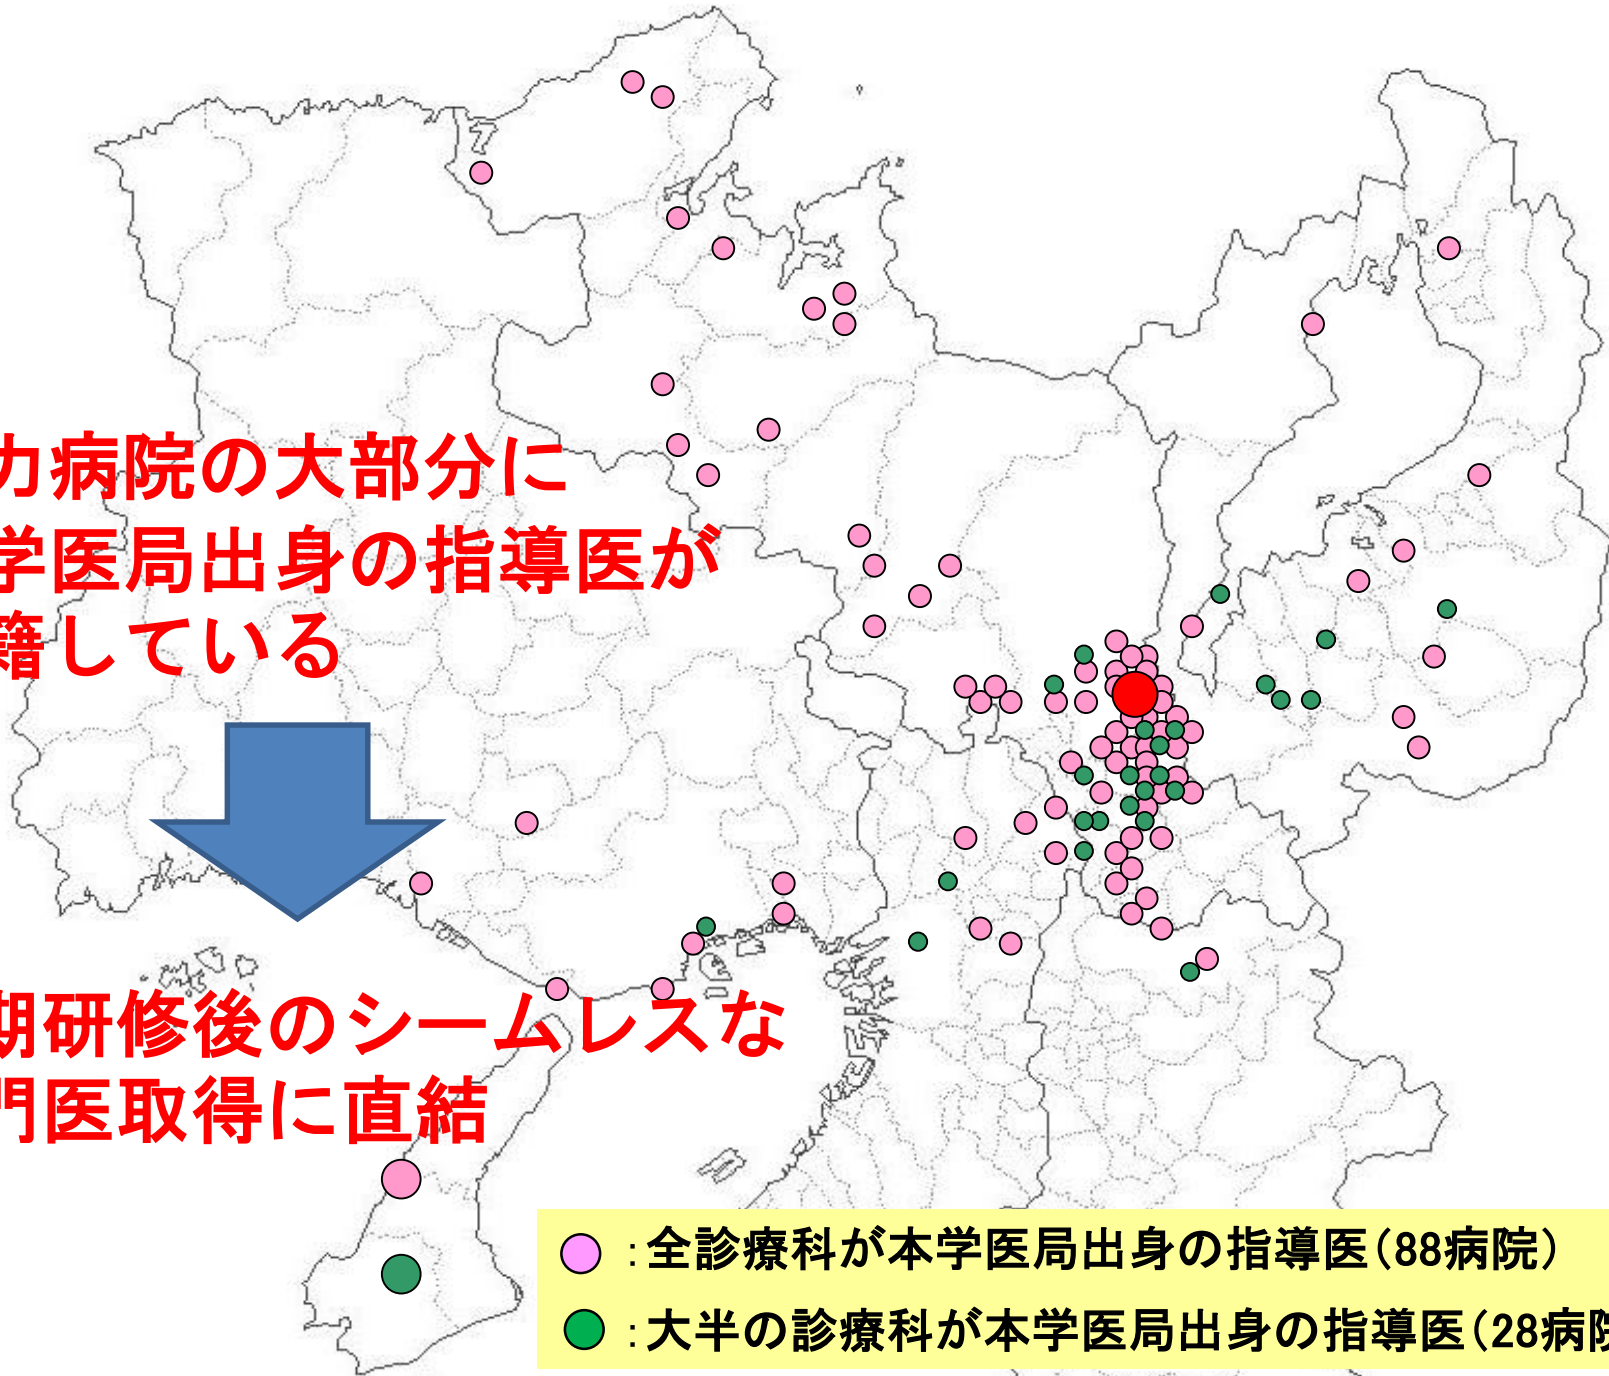 力病院の大部分に
学医局出身の指導医が
籍している
期研修後のシームレスな
門医取得に直結
：全診療科が本学医局出身の指導医（88病院）
：大半の診療科が本学医局出身の指導医（28病院